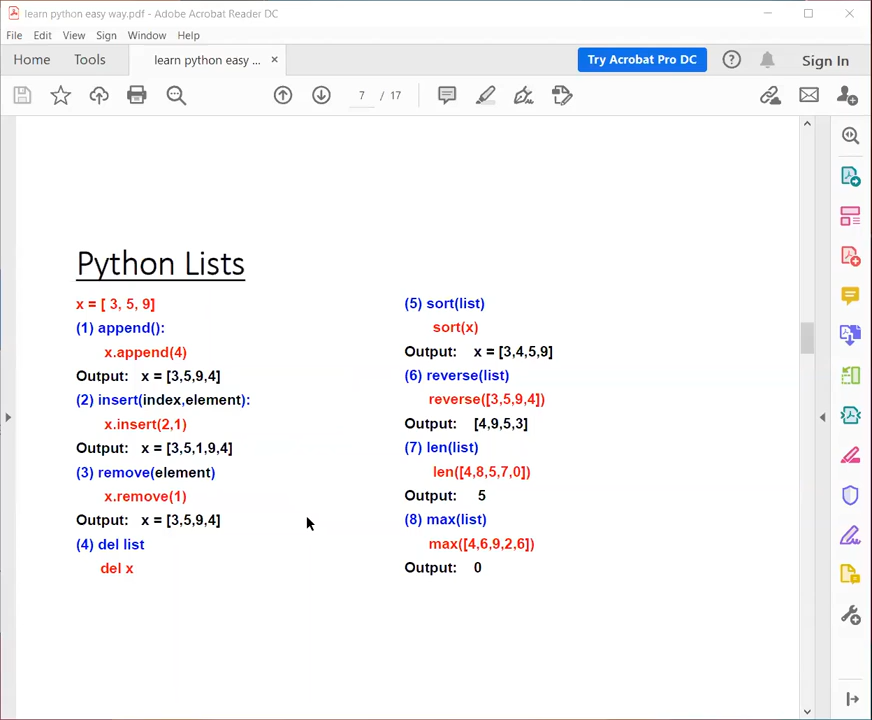 learn python easy way.pdf - Adobe Acrobat Reader DC
File Edit View Sign Window Help
Home Tools learn python easy ... × Try Acrobat Pro DC ? Sign In
7 / 17
Python Lists
x = [ 3, 5, 9]
(1) append():
x.append(4)
Output: x = [3,5,9,4]
(2) insert(index,element):
x.insert(2,1)
Output: x = [3,5,1,9,4]
(3) remove(element)
x.remove(1)
Output: x = [3,5,9,4]
(4) del list
del x
(5) sort(list)
sort(x)
Output: x = [3,4,5,9]
(6) reverse(list)
reverse([3,5,9,4])
Output: [4,9,5,3]
(7) len(list)
len([4,8,5,7,0])
Output: 5
(8) max(list)
max([4,6,9,2,6])
Output: 0